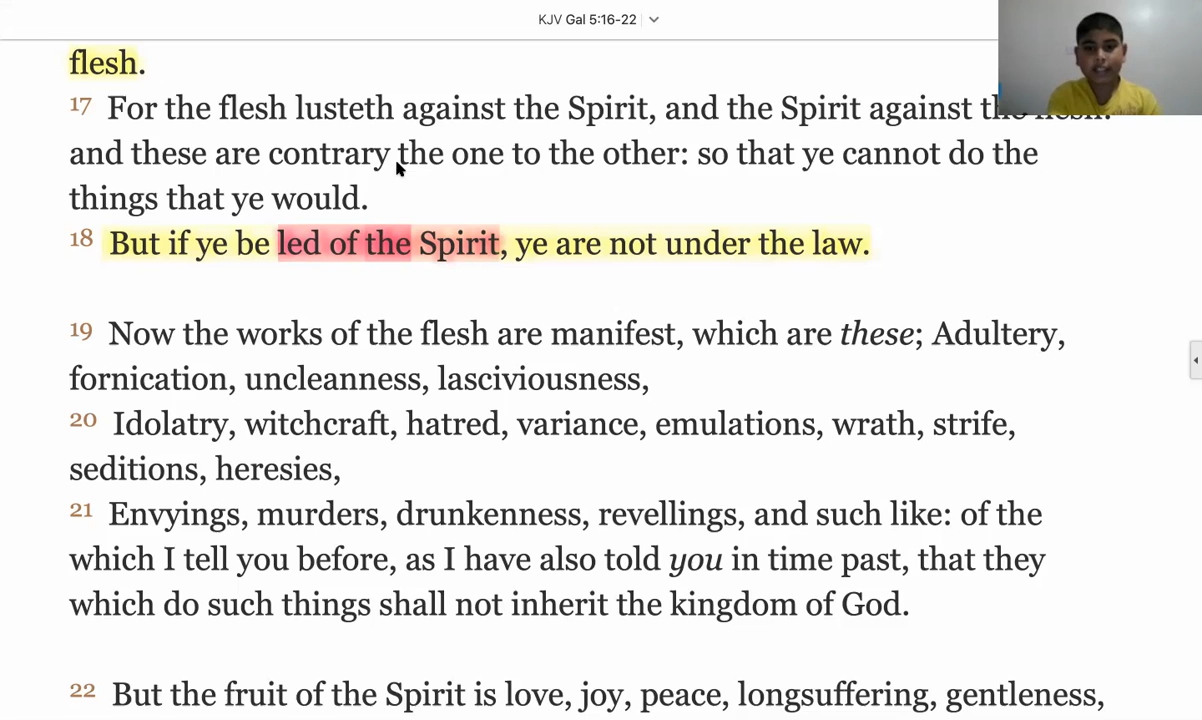 KJV Gal 5:16-22
flesh.
17 For the flesh lusteth against the Spirit, and the Spirit against
and these are contrary the one to the other: so that ye cannot do the
things that ye would.
18 But if ye be led of the Spirit, ye are not under the law.
19 Now the works of the flesh are manifest, which are these; Adultery,
fornication, uncleanness, lasciviousness,
20 Idolatry, witchcraft, hatred, variance, emulations, wrath, strife,
seditions, heresies,
21 Envyings, murders, drunkenness, revellings, and such like: of the
which I tell you before, as I have also told you in time past, that they
which do such things shall not inherit the kingdom of God.
22 But the fruit of the Spirit is love, joy, peace, longsuffering, gentleness,